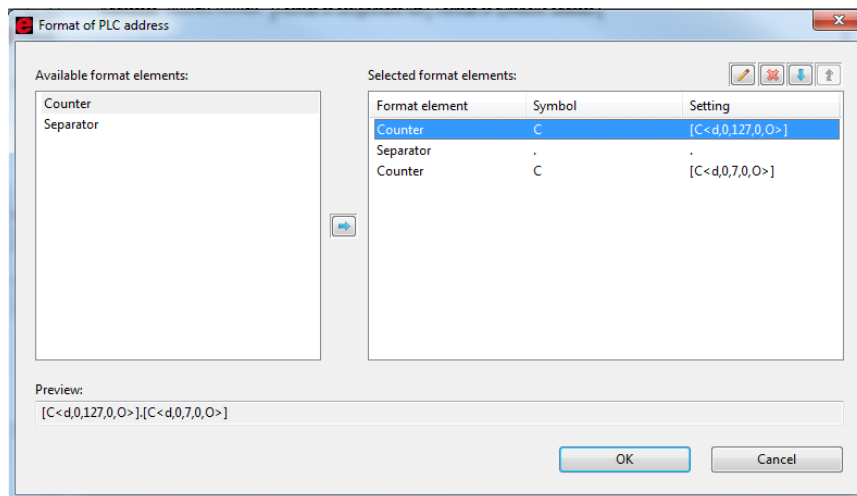 Format of PLC address
Available format elements:
Counter
Separator
Selected format elements:
Format element Symbol Setting
Counter C [C<d,0,127,0,O>]
Separator . .
Counter C [C<d,0,7,0,O>]
Preview:
[C<d,0,127,0,O>].[C<d,0,7,0,O>]
OK Cancel